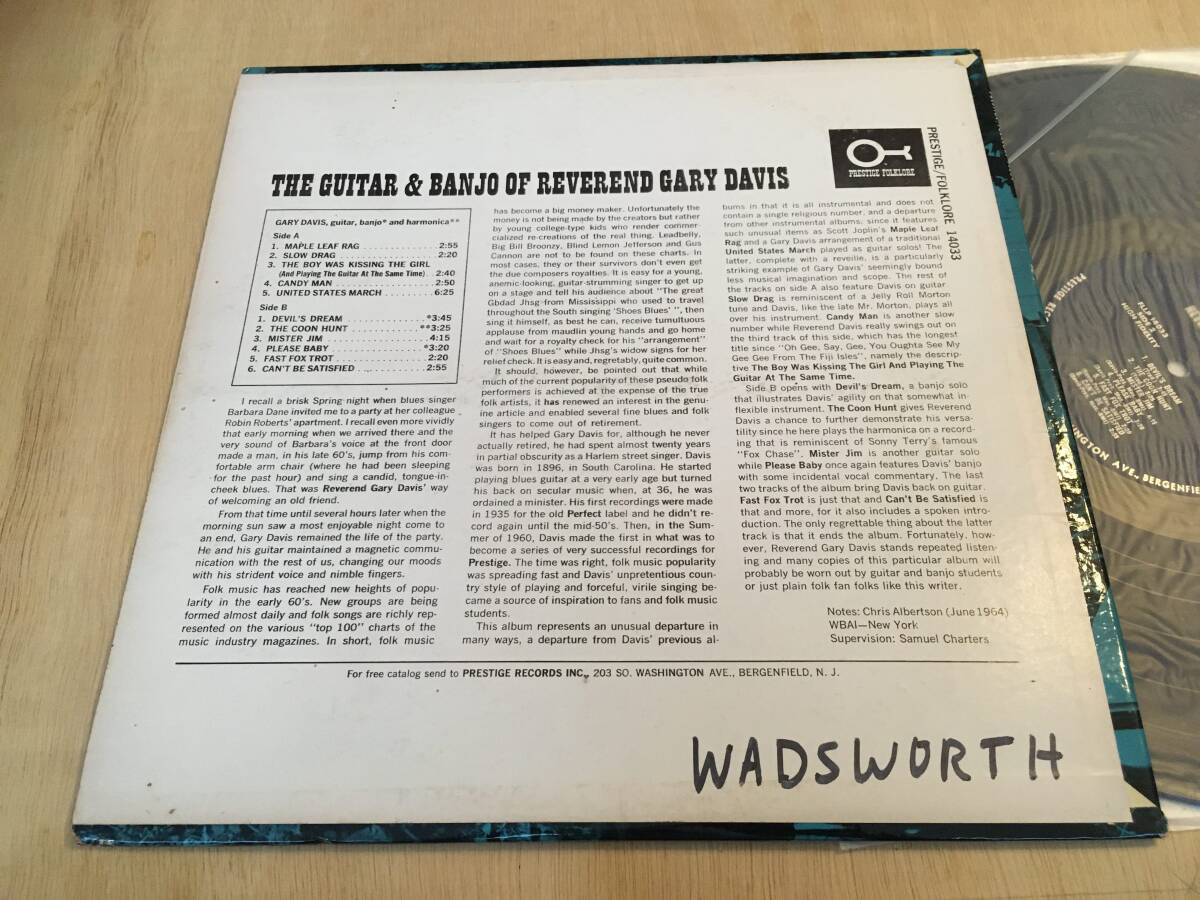 THE GUITAR & BANJO OF REVEREND GARY DAVIS
PRESTIGE FOLKLORE
PRESTIGE/FOLKLORE 14033
GARY DAVIS, guitar, banjo* and harmonica**
Side A
1. MAPLE LEAF RAG . . . . . . . . . . . 2:55
2. SLOW DRAG . . . . . . . . . . . . . . 2:20
3. THE BOY WAS KISSING THE GIRL
(And Playing The Guitar At The Same Time) . 2:40
4. CANDY MAN . . . . . . . . . . . . . . 2:50
5. UNITED STATES MARCH . . . . . . . . . 6:25
Side B
1. DEVIL'S DREAM . . . . . . . . . . . . *3:45
2. THE COON HUNT . . . . . . . . . . . **3:25
3. MISTER JIM . . . . . . . . . . . . . . 4:15
4. PLEASE BABY . . . . . . . . . . . . . *3:20
5. FAST FOX TROT . . . . . . . . . . . . 2:20
6. CAN'T BE SATISFIED . . . . . . . . . . 2:55
I recall a brisk Spring night when blues singer
Barbara Dane invited me to a party at her colleague
Robin Roberts' apartment. I recall even more vividly
that early morning when we arrived there and the
very sound of Barbara's voice at the front door
made a man, in his late 60's, jump from his com-
fortable arm chair (where he had been sleeping
for the past hour) and sing a candid, tongue-in-
cheek blues. That was Reverend Gary Davis' way
of welcoming an old friend.
From that time until several hours later when the
morning sun saw a most enjoyable night come to
an end, Gary Davis remained the life of the party.
He and his guitar maintained a magnetic commu-
nication with the rest of us, changing our moods
with his strident voice and nimble fingers.
Folk music has reached new heights of popu-
larity in the early 60's. New groups are being
formed almost daily and folk songs are richly rep-
resented on the various "top 100" charts of the
music industry magazines. In short, folk music
has become a big money-maker. Unfortunately the
money is not being made by the creators but rather
by young college-type kids who render commer-
cialized re-creations of the real thing. Leadbelly,
Big Bill Broonzy, Blind Lemon Jefferson and Gus
Cannon are not to be found on these charts. In
most cases, they or their survivors don't even get
the due composers royalties. It is easy for a young,
anemic-looking, guitar-strumming singer to get up
on a stage and tell his audience about "The great
Gbdad Jhsg from Mississippi who used to travel
throughout the South singing 'Shoes Blues' ", then
sing it himself, as best he can, receive tumultuous
applause from maudlin young hands and go home
and wait for a royalty check for his "arrangement"
of "Shoes Blues" while Jhsg's widow signs for her
relief check. It is easy and, regretably, quite common.
It should, however, be pointed out that while
much of the current popularity of these pseudo folk
performers is achieved at the expense of the true
folk artists, it has renewed an interest in the genu-
ine article and enabled several fine blues and folk
singers to come out of retirement.
It has helped Gary Davis for, although he never
actually retired, he had spent almost twenty years
in partial obscurity as a Harlem street singer. Davis
was born in 1896, in South Carolina. He started
playing blues guitar at a very early age but turned
his back on secular music when, at 36, he was
ordained a minister. His first recordings were made
in 1935 for the old Perfect label and he didn't re-
cord again until the mid-50's. Then, in the Sum-
mer of 1960, Davis made the first in what was to
become a series of very successful recordings for
Prestige. The time was right, folk music popularity
was spreading fast and Davis' unpretentious coun-
try style of playing and forceful, virile singing be-
came a source of inspiration to fans and folk music
students.
This album represents an unusual departure in
many ways, a departure from Davis' previous al-
bums in that it is all instrumental and does not
contain a single religious number, and a departure
from other instrumental albums, since it features
such unusual items as Scott Joplin's Maple Leaf
Rag and a Gary Davis arrangement of a traditional
United States March played as guitar solos! The
latter, complete with a reveille, is a particularly
striking example of Gary Davis' seemingly bound
less musical imagination and scope. The rest of
the tracks on side A also feature Davis on guitar.
Slow Drag is reminiscent of a Jelly Roll Morton
tune and Davis, like the late Mr. Morton, plays all
over his instrument. Candy Man is another slow
number while Reverend Davis really swings out on
the third track of this side, which has the longest
title since "Oh Gee, Say, Gee, You Oughta See My
Gee Gee From The Fiji Isles", namely the descrip-
tive The Boy Was Kissing The Girl And Playing The
Guitar At The Same Time.
Side B opens with Devil's Dream, a banjo solo
that illustrates Davis' agility on that somewhat in-
flexible instrument. The Coon Hunt gives Reverend
Davis a chance to further demonstrate his versa-
tility since he here plays the harmonica on a record-
ing that is reminiscent of Sonny Terry's famous
"Fox Chase". Mister Jim is another guitar solo
while Please Baby once again features Davis' banjo
with some incidental vocal commentary. The last
two tracks of the album bring Davis back on guitar.
Fast Fox Trot is just that and Can't Be Satisfied is
that and more, for it also includes a spoken intro-
duction. The only regrettable thing about the latter
track is that it ends the album. Fortunately, how-
ever, Reverend Gary Davis stands repeated listen-
ing and many copies of this particular album will
probably be worn out by guitar and banjo students
or just plain folk fan folks like this writer.
Notes: Chris Albertson (June 1964)
WBAI—New York
Supervision: Samuel Charters
For free catalog send to PRESTIGE RECORDS INC., 203 SO. WASHINGTON AVE., BERGENFIELD, N. J.
WADSWORTH